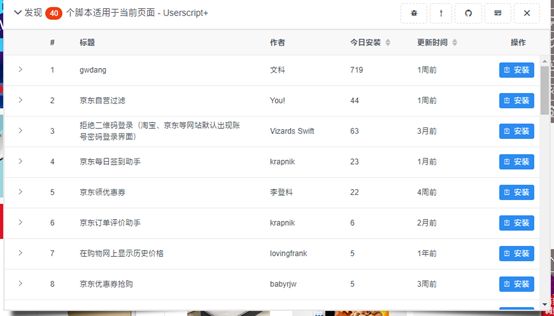 发现 40 个脚本适用于当前页面 - Userscript+
# 标题 作者 今日安装 更新时间 操作
1 gwdang 文科 719 1周前 安装
2 京东自营过滤 You! 44 1周前 安装
3 拒绝二维码登录（淘宝、京东等网站默认出现账 Vizards Swift 63 3月前 安装
号密码登录界面）
4 京东每日签到助手 krapnik 23 1月前 安装
5 京东领优惠券 李登科 22 4周前 安装
6 京东订单评价助手 krapnik 6 2月前 安装
7 在购物网上显示历史价格 lovingfrank 5 1年前 安装
8 京东优惠券抢购 babyrjw 5 3周前 安装